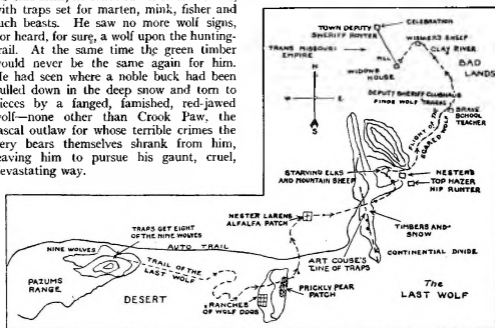 with traps set for marten, mink, fisher and
such beasts. He saw no more wolf signs,
nor heard, for sure, a wolf upon the hunting-
trail. At the same time the green timber
would never be the same again for him.
He had seen where a noble buck had been
pulled down in the deep snow and torn to
pieces by a fanged, famished, red-jawed
wolf—none other than Crook Paw, the
rascal outlaw for whose terrible crimes the
very bears themselves shrank from him,
leaving him to pursue his gaunt, cruel,
devastating way.
CELEBRATION
TOWN DEPUTY
SHERIFF ROYTER
WIDNERS SHEEP
CLAY RIVER
TRANS MISSOURI
EMPIRE
HILL
WIDOWS
HOUSE
BAD
LANDS
N
W
E
S
DEPUTY SHERIFF
FINDS WOLF TRACKS
BRAVE
SCHOOL
TEACHER
FLIGHT OF THE
SCARED WOLF
STARVING ELKS
AND MOUNTAIN SHEEP
NESTERS
TOP HAZER
HIP RUNTER
NESTER LARENS
ALFALFA PATCH
TRAPS GET EIGHT
OF THE NINE WOLVES
TIMBERS AND
SNOW
NINE WOLVES
AUTO TRAIL
ART COUSE'S
LINE OF TRAPS
CONTINENTIAL DIVIDE
TRAIL OF THE
LAST WOLF
PAZUMS
RANGE
DESERT
RANCHES
OF WOLF DOGS
PRICKLY PEAR
PATCH
The
LAST WOLF